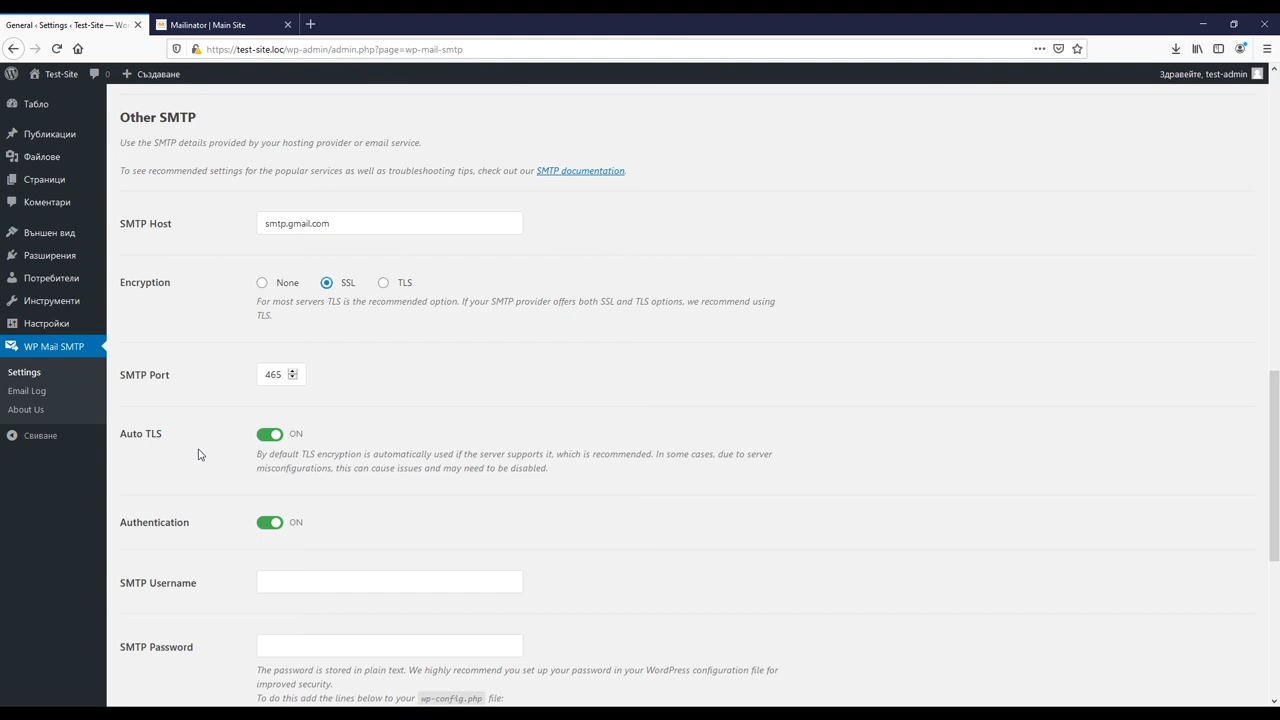 General ‹ Settings ‹ Test-Site — Wor
Mailinator | Main Site
https://test-site.loc/wp-admin/admin.php?page=wp-mail-smtp
Test-Site
0
Създаване
Здравейте, test-admin
Табло
Публикации
Файлове
Страници
Коментари
Външен вид
Разширения
Потребители
Инструменти
Настройки
WP Mail SMTP
Settings
Email Log
About Us
Свиване
Other SMTP
Use the SMTP details provided by your hosting provider or email service.
To see recommended settings for the popular services as well as troubleshooting tips, check out our SMTP documentation.
SMTP Host
smtp.gmail.com
Encryption
None SSL TLS
For most servers TLS is the recommended option. If your SMTP provider offers both SSL and TLS options, we recommend using
TLS.
SMTP Port
465
Auto TLS
ON
By default TLS encryption is automatically used if the server supports it, which is recommended. In some cases, due to server
misconfigurations, this can cause issues and may need to be disabled.
Authentication
ON
SMTP Username
SMTP Password
The password is stored in plain text. We highly recommend you set up your password in your WordPress configuration file for
improved security.
To do this add the lines below to your wp-config.php file: